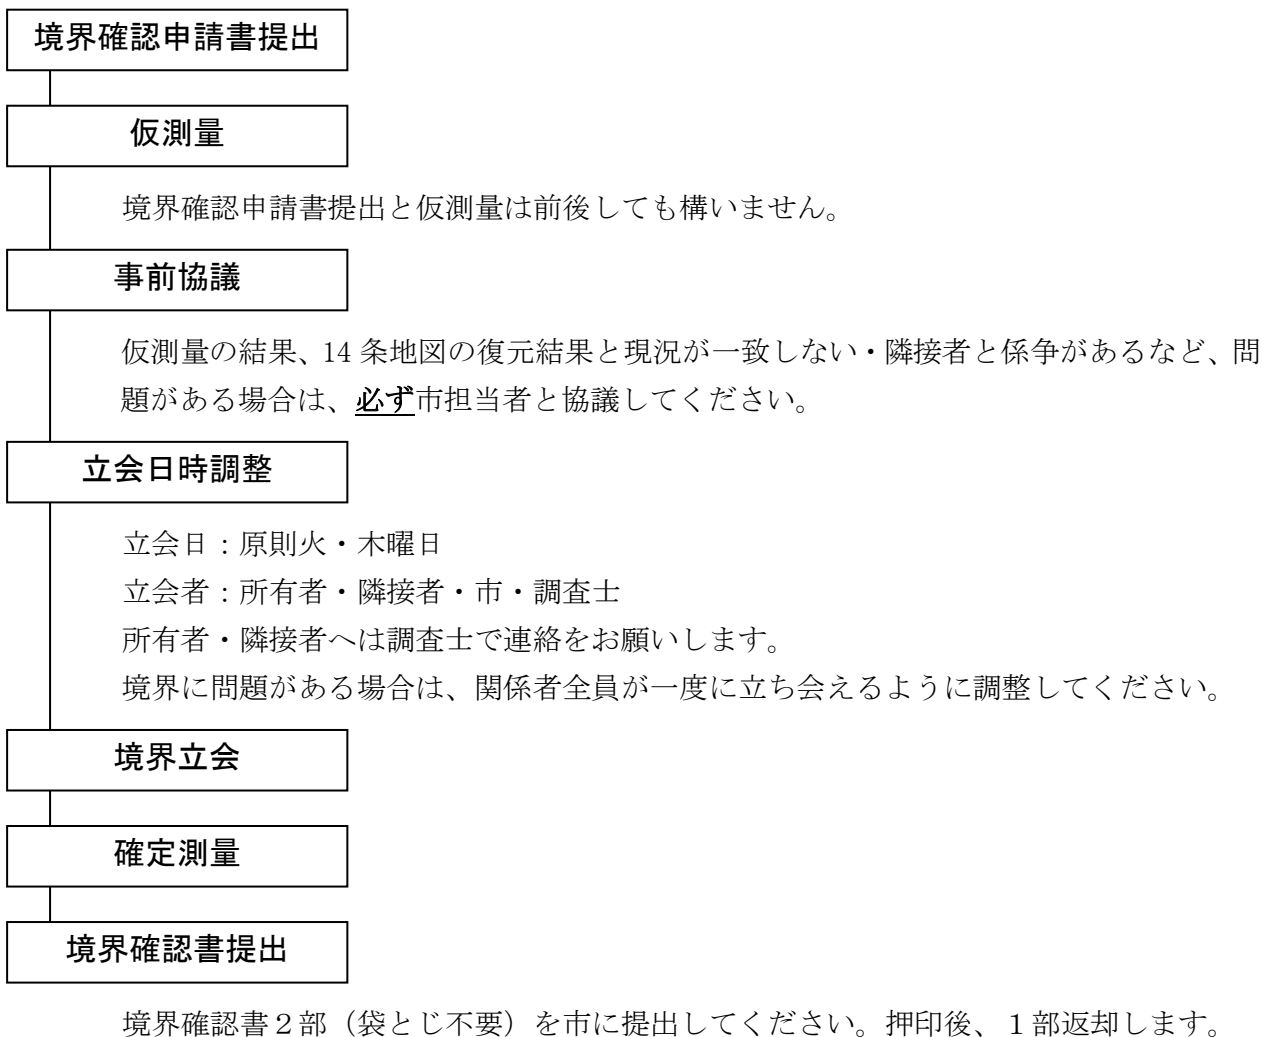 境界確認申請書提出
仮測量
境界確認申請書提出と仮測量は前後しても構いません。
事前協議
仮測量の結果、14 条地図の復元結果と現況が一致しない・隣接者と係争があるなど、問
題がある場合は、必ず市担当者と協議してください。
立会日時調整
立会日：原則火・木曜日
立会者：所有者・隣接者・市・調査士
所有者・隣接者へは調査士で連絡をお願いします。
境界に問題がある場合は、関係者全員が一度に立ち会えるように調整してください。
境界立会
確定測量
境界確認書提出
境界確認書２部（袋とじ不要）を市に提出してください。押印後、１部返却します。